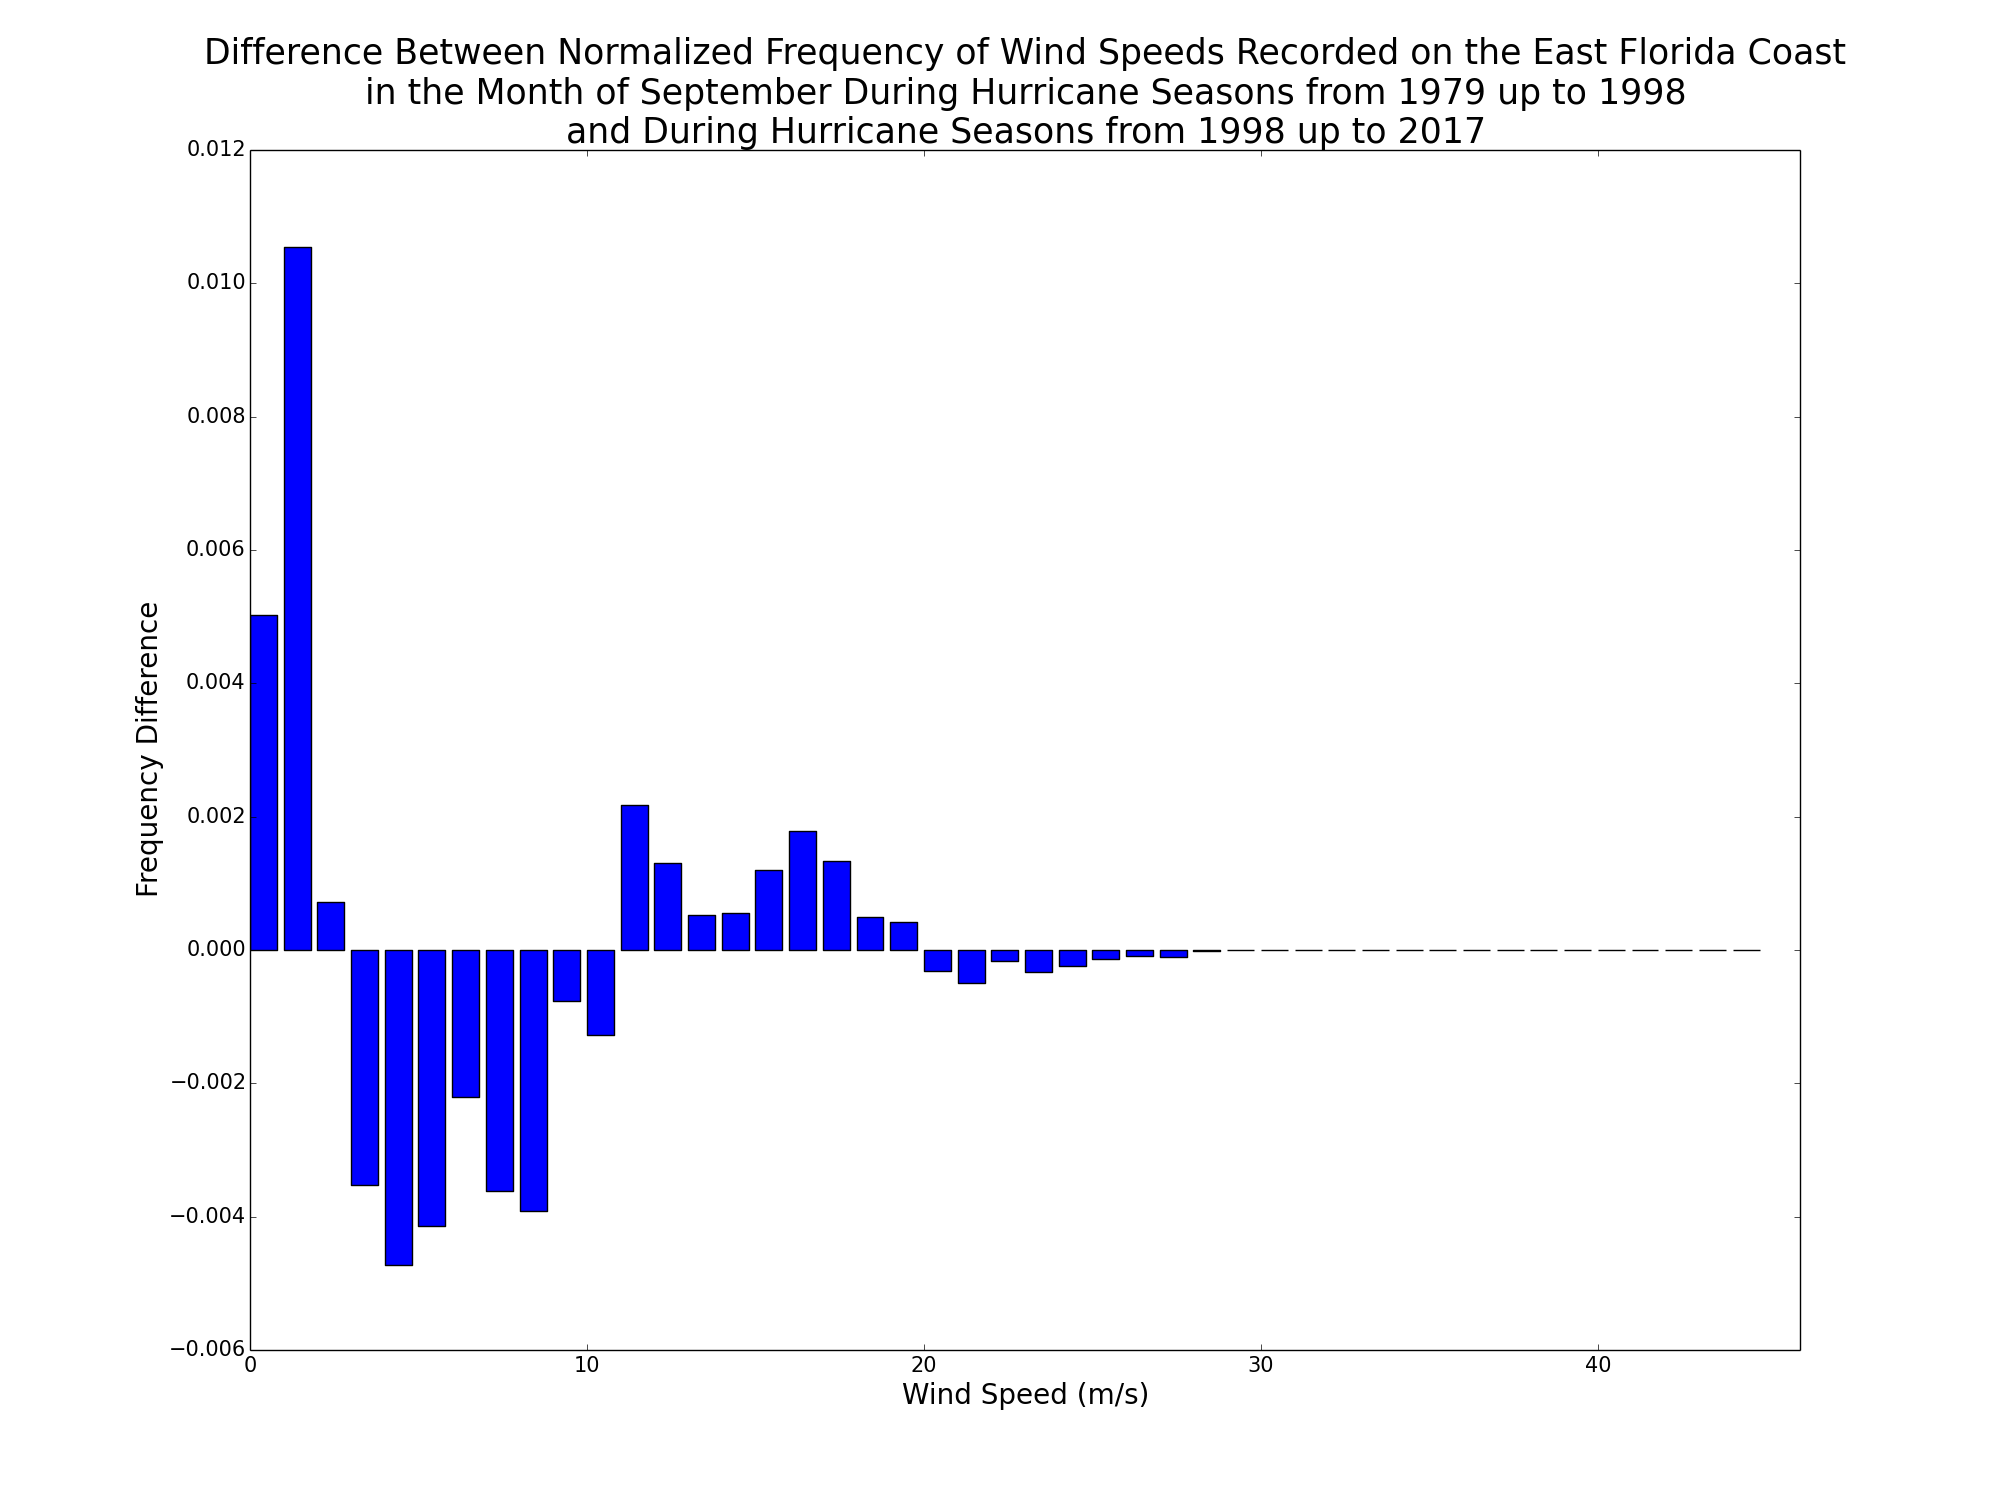 Difference Between Normalized Frequency of Wind Speeds Recorded on the East Florida Coast
in the Month of September During Hurricane Seasons from 1979 up to 1998
and During Hurricane Seasons from 1998 up to 2017
0.012
0.010
0.008
0.006
0.004
0.002
0.000
−0.002
−0.004
−0.006
Frequency Difference
0 10 20 30 40
Wind Speed (m/s)